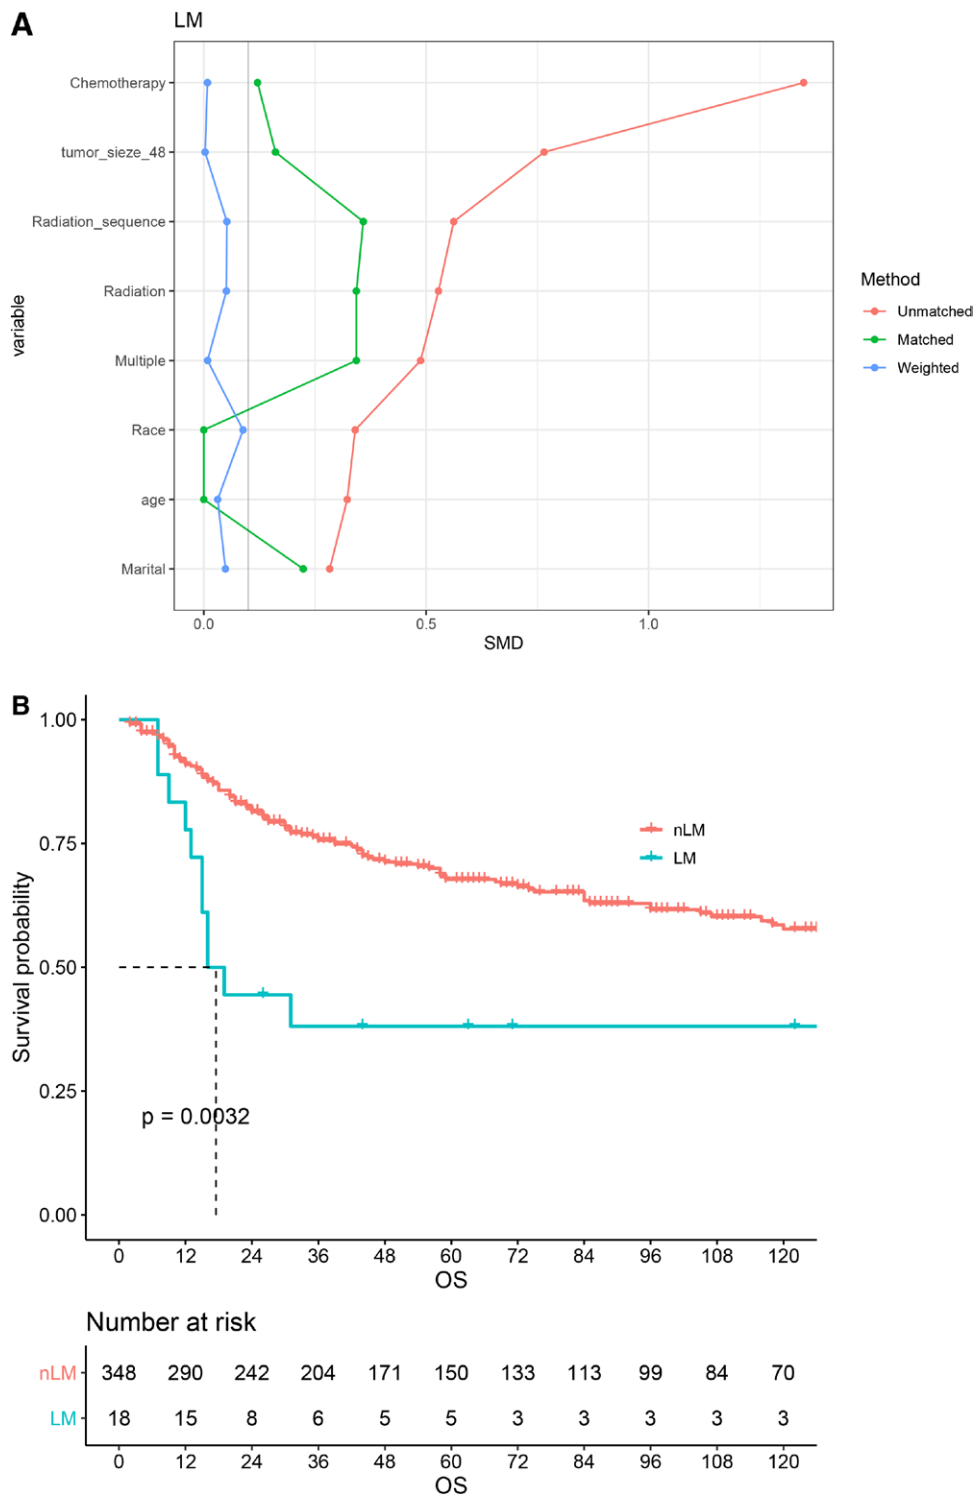 A
LM
Chemotherapy
tumor_sieze_48
Radiation_sequence
Radiation
Multiple
Race
age
Marital
variable
0.0 0.5 1.0
SMD
Method
Unmatched
Matched
Weighted
B
1.00
0.75
0.50
0.25
0.00
Survival probability
nLM
LM
p = 0.0032
0 12 24 36 48 60 72 84 96 108 120
OS
Number at risk
nLM 348 290 242 204 171 150 133 113 99 84 70
LM 18 15 8 6 5 5 3 3 3 3 3
0 12 24 36 48 60 72 84 96 108 120
OS